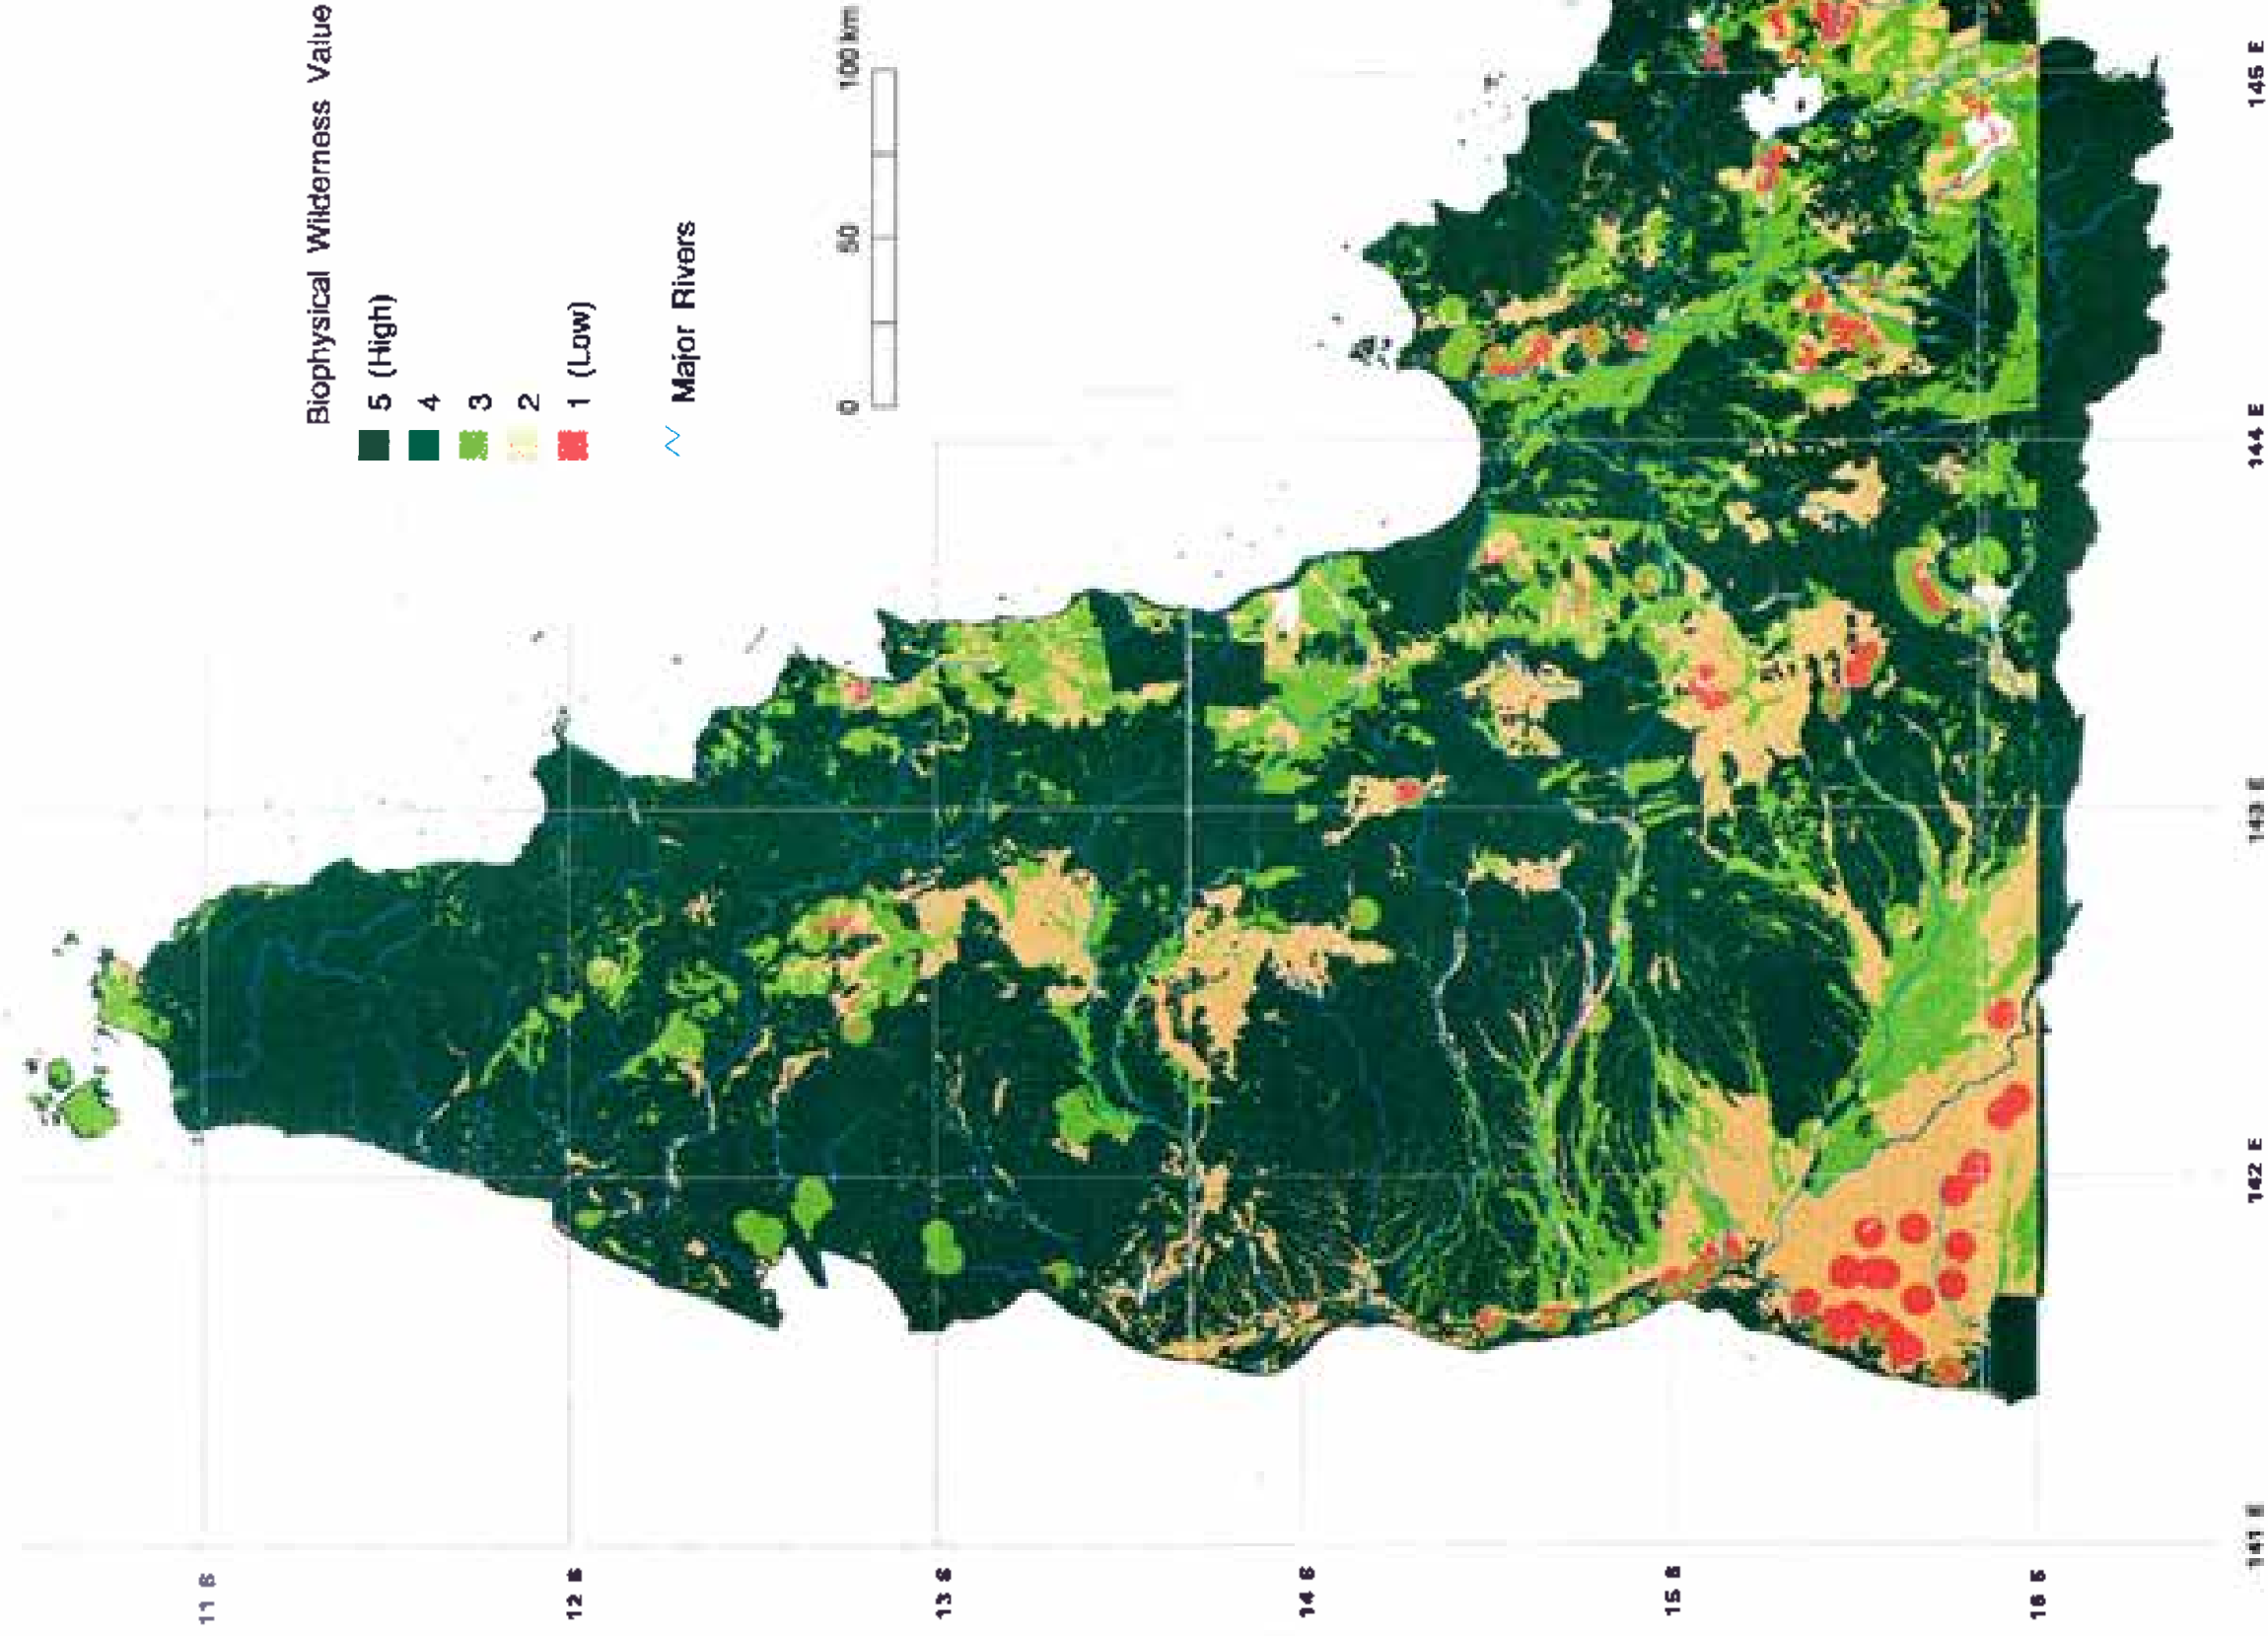 Biophysical Wilderness Value
5 (High)
4
3
2
1 (Low)
Major Rivers
0 50 100 km
11 S
12 S
13 S
14 S
15 S
16 S
141 E
142 E
143 E
144 E
145 E